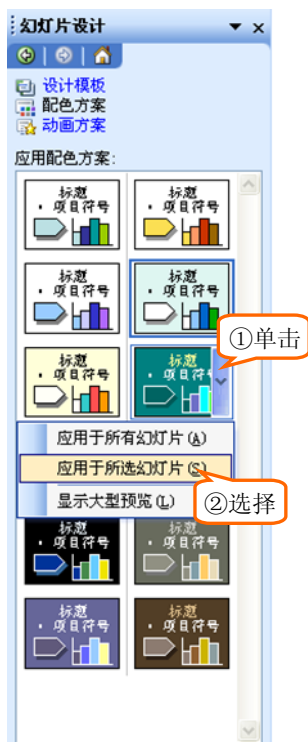 幻灯片设计
设计模板
配色方案
动画方案
应用配色方案:
标题
· 项目符号
标题
· 项目符号
标题
· 项目符号
标题
· 项目符号
标题
· 项目符号
标题
· 项目符号
①单击
应用于所有幻灯片(A)
应用于所选幻灯片(S)
显示大型预览(L)
②选择
标题
· 项目符号
标题
· 项目符号
标题
· 项目符号
标题
· 项目符号